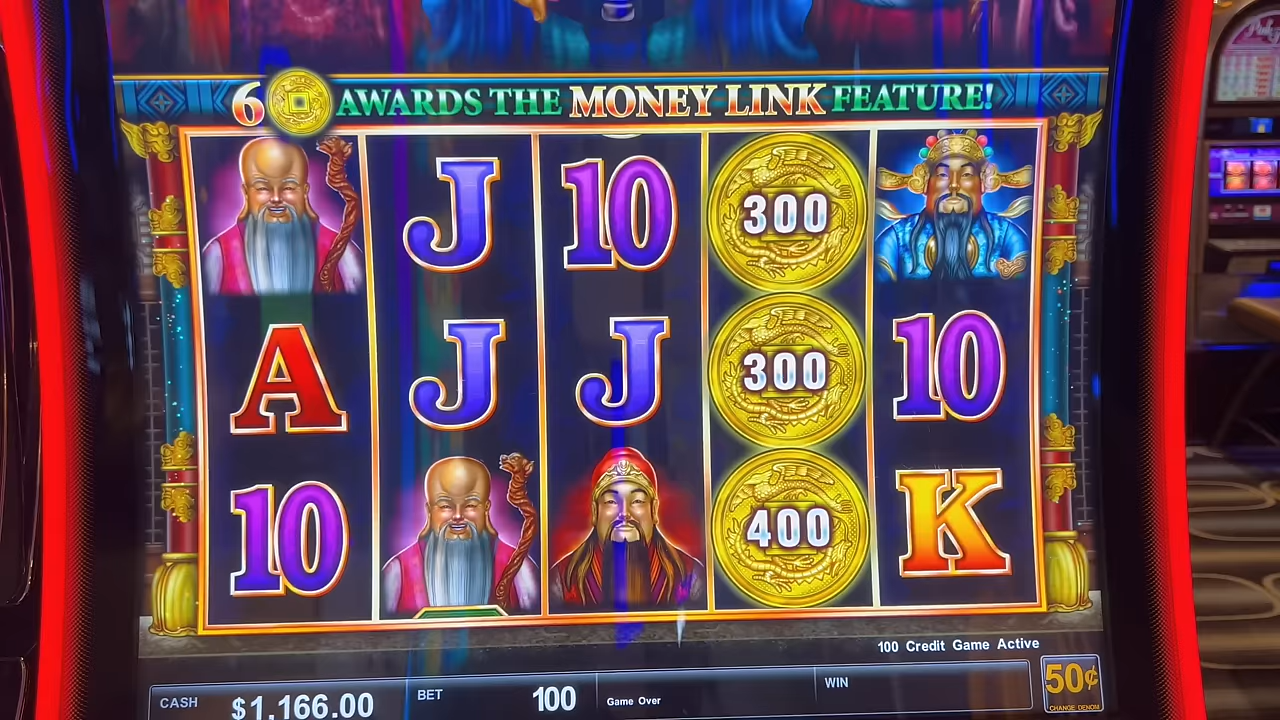 6 AWARDS THE MONEY LINK FEATURE!
J 10 300
A J J 300 10
10 400 K
100 Credit Game Active
CASH $1,166.00 BET 100 Game Over WIN 50¢
CHANGE DENOM